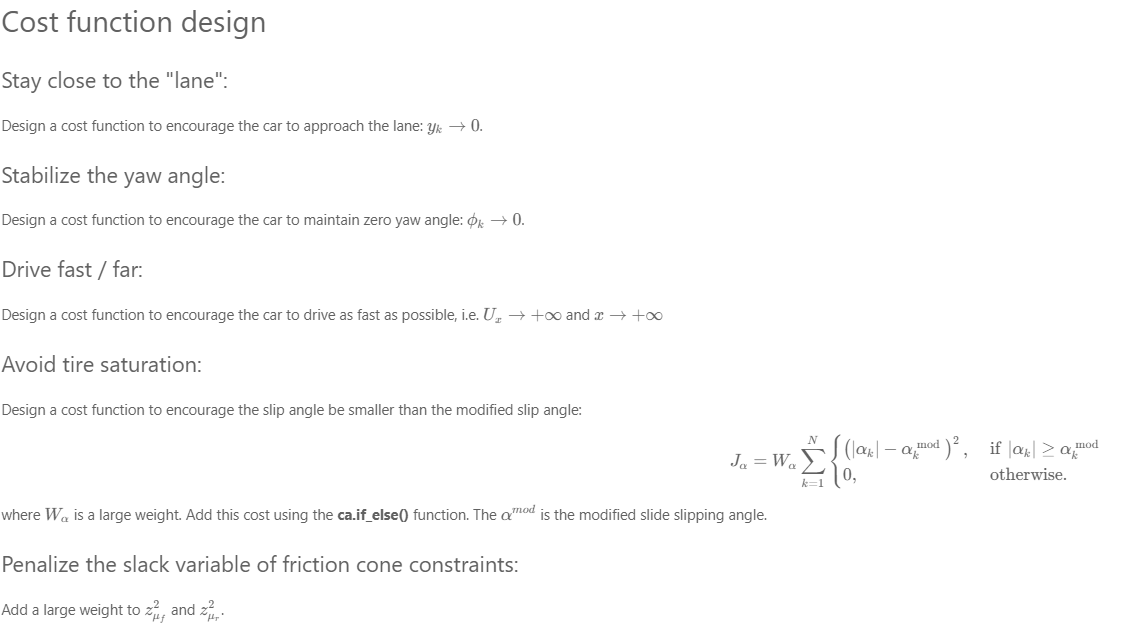 Cost function design
Stay close to the "lane":
Design a cost function to encourage the car to approach the lane: $y_k \to 0$.
Stabilize the yaw angle:
Design a cost function to encourage the car to maintain zero yaw angle: $\phi_k \to 0$.
Drive fast / far:
Design a cost function to encourage the car to drive as fast as possible, i.e. $U_x \to +\infty$ and $x \to +\infty$
Avoid tire saturation:
Design a cost function to encourage the slip angle be smaller than the modified slip angle:
$J_\alpha = W_\alpha \sum_{k=1}^{N} \begin{cases} (|\alpha_k| - \alpha_k^{\text{mod}})^2, & \text{if } |\alpha_k| \geq \alpha_k^{\text{mod}} \\ 0, & \text{otherwise.} \end{cases}$
where $W_\alpha$ is a large weight. Add this cost using the ca.if_else() function. The $\alpha^{mod}$ is the modified slide slipping angle.
Penalize the slack variable of friction cone constraints:
Add a large weight to $z_{\mu_f}^2$ and $z_{\mu_r}^2$.